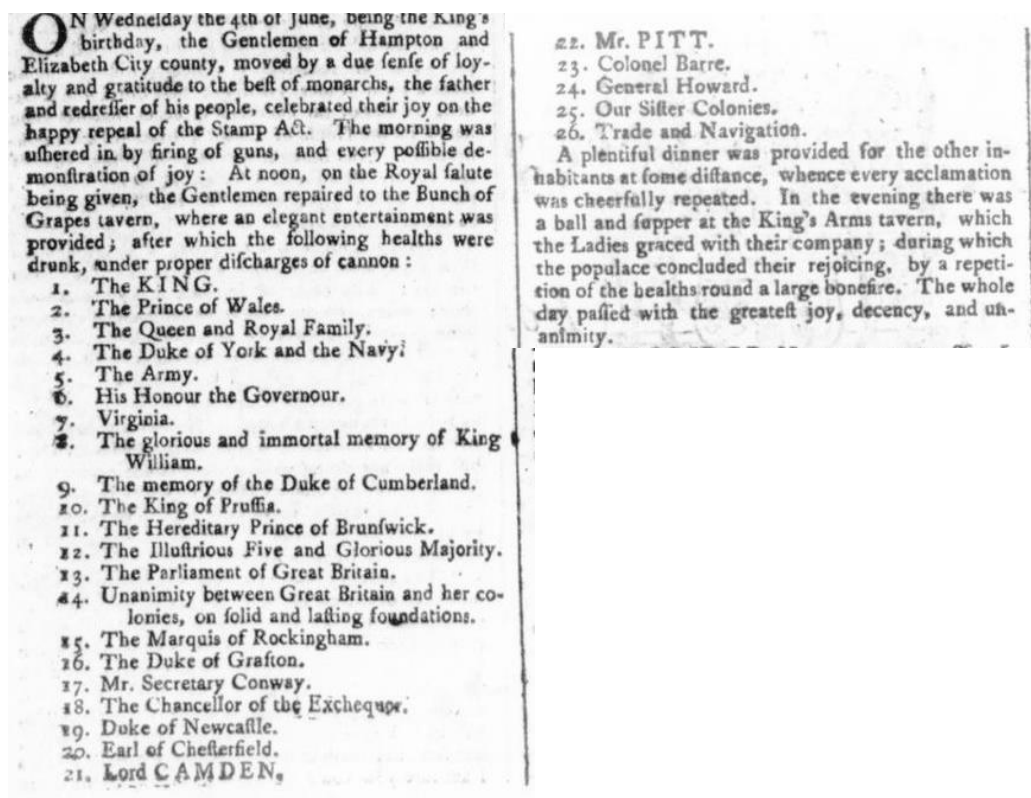 ON Wedneſday the 4th of June, being the King's
birthday, the Gentlemen of Hampton and
Elizabeth City county, moved by a due ſenſe of loy-
alty and gratitude to the beſt of monarchs, the father
and redreſſer of his people, celebrated their joy on the
happy repeal of the Stamp Act. The morning was
uſhered in by firing of guns, and every poſſible de-
monſtration of joy: At noon, on the Royal ſalute
being given, the Gentlemen repaired to the Bunch of
Grapes tavern, where an elegant entertainment was
provided; after which the following healths were
drunk, under proper diſcharges of cannon:
1. The KING.
2. The Prince of Wales.
3. The Queen and Royal Family.
4. The Duke of York and the Navy.
5. The Army.
6. His Honour the Governour.
7. Virginia.
8. The glorious and immortal memory of King
William.
9. The memory of the Duke of Cumberland.
10. The King of Pruſſia.
11. The Hereditary Prince of Brunſwick.
12. The Illuſtrious Five and Glorious Majority.
13. The Parliament of Great Britain.
14. Unanimity between Great Britain and her co-
lonies, on ſolid and laſting foundations.
15. The Marquis of Rockingham.
16. The Duke of Grafton.
17. Mr. Secretary Conway.
18. The Chancellor of the Exchequor.
19. Duke of Newcaſtle.
20. Earl of Cheſterfield.
21. Lord CAMDEN.
22. Mr. PITT.
23. Colonel Barre.
24. General Howard.
25. Our Siſter Colonies.
26. Trade and Navigation.
A plentiful dinner was provided for the other in-
habitants at ſome diſtance, whence every acclamation
was cheerfully repeated. In the evening there was
a ball and ſupper at the King's Arms tavern, which
the Ladies graced with their company; during which
the populace concluded their rejoicing, by a repeti-
tion of the healths round a large bonefire. The whole
day paſſed with the greateſt joy, decency, and un-
animity.